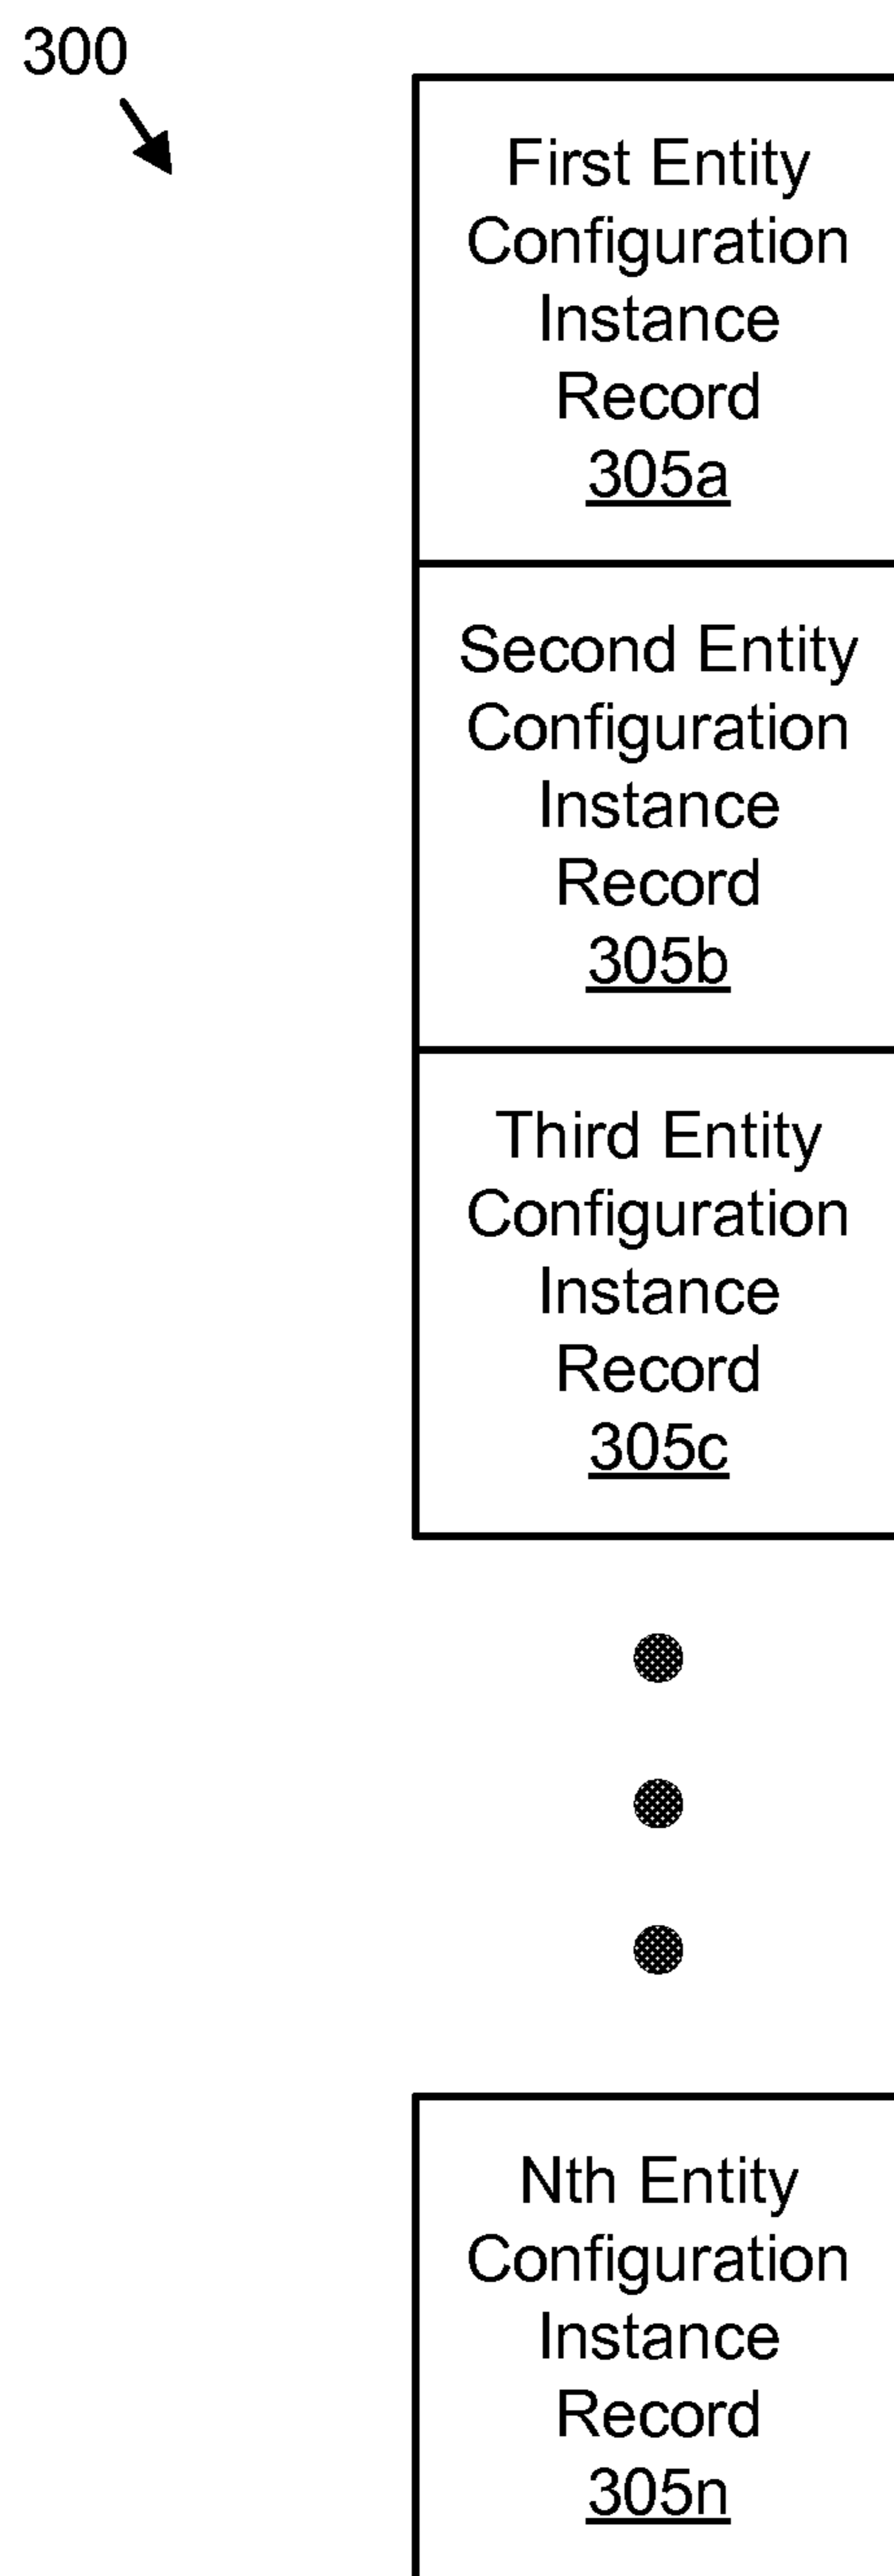 300
First Entity
Configuration
Instance
Record
305a
Second Entity
Configuration
Instance
Record
305b
Third Entity
Configuration
Instance
Record
305c
Nth Entity
Configuration
Instance
Record
305n